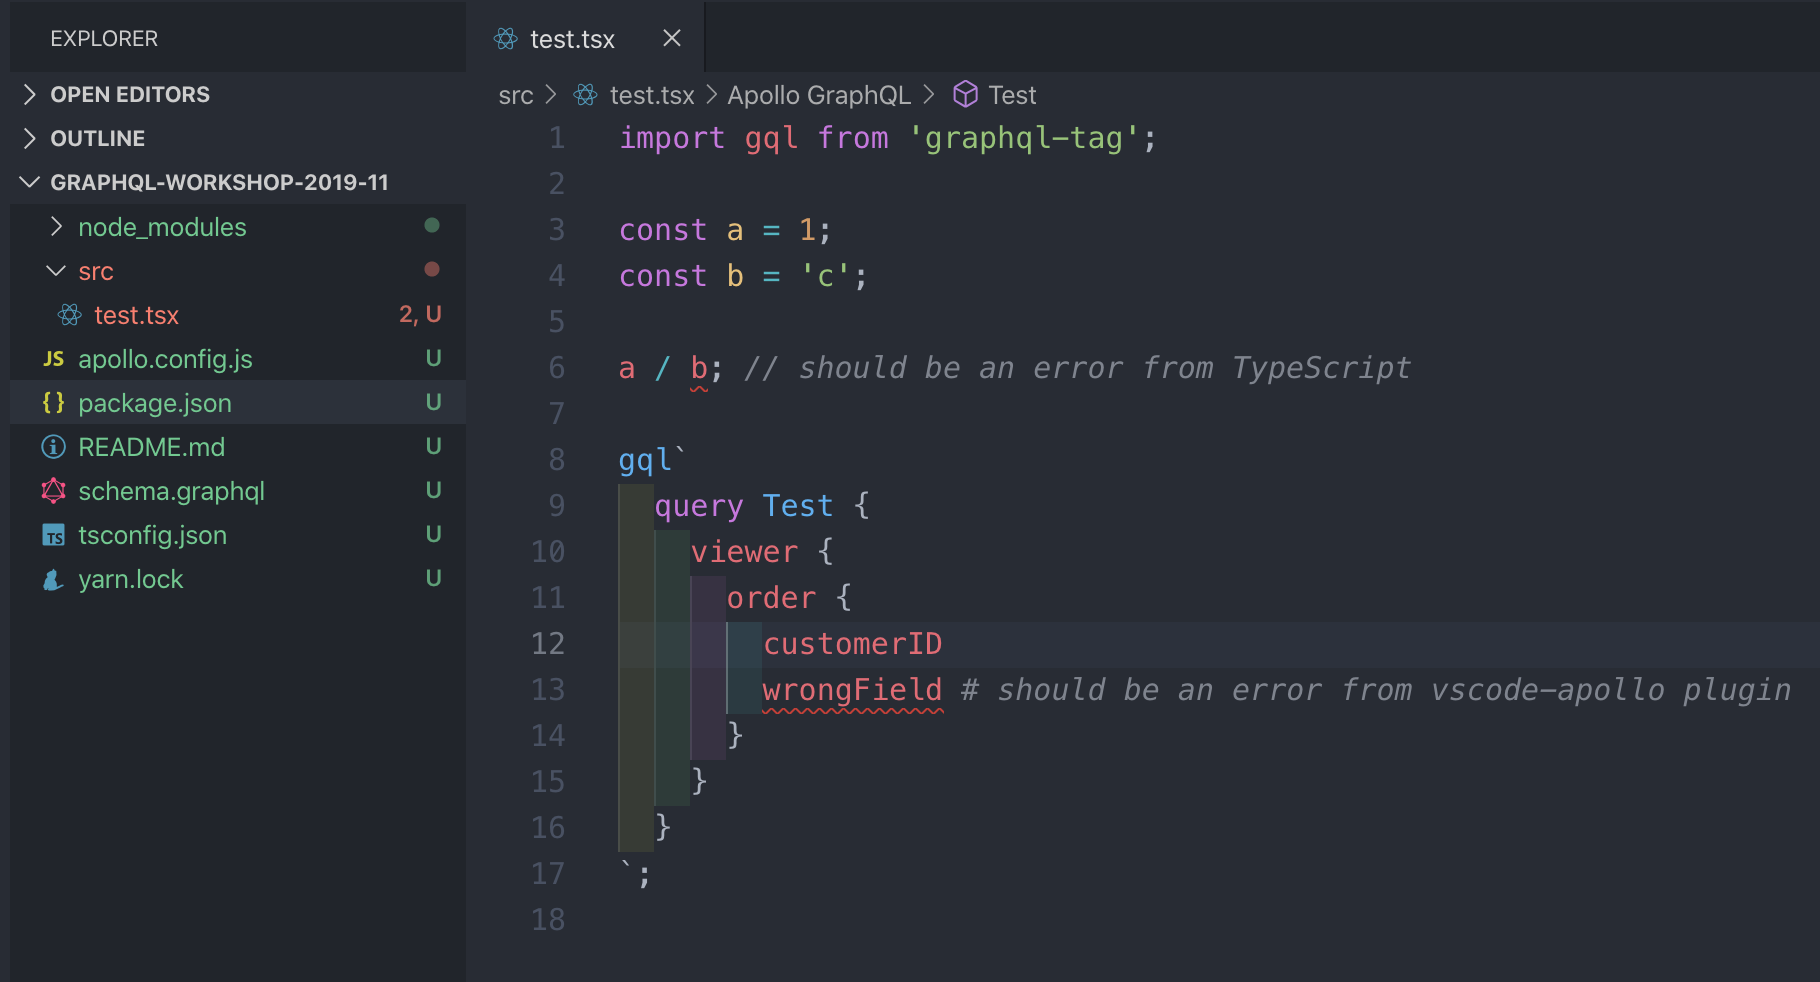 EXPLORER
OPEN EDITORS
OUTLINE
GRAPHQL-WORKSHOP-2019-11
node_modules
src
test.tsx 2, U
JS apollo.config.js U
{} package.json U
README.md U
schema.graphql U
TS tsconfig.json U
yarn.lock U
test.tsx
src > test.tsx > Apollo GraphQL > Test
1 import gql from 'graphql-tag';
2
3 const a = 1;
4 const b = 'c';
5
6 a / b; // should be an error from TypeScript
7
8 gql`
9   query Test {
10     viewer {
11       order {
12         customerID
13         wrongField # should be an error from vscode-apollo plugin
14       }
15     }
16   }
17 `;
18